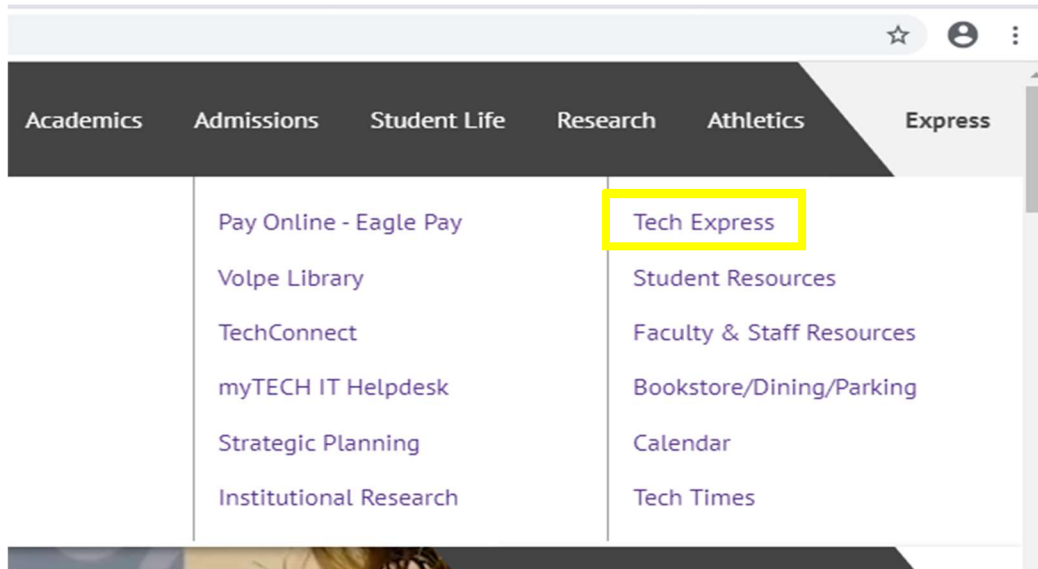 Academics Admissions Student Life Research Athletics Express
Pay Online - Eagle Pay
Volpe Library
TechConnect
myTECH IT Helpdesk
Strategic Planning
Institutional Research
Tech Express
Student Resources
Faculty & Staff Resources
Bookstore/Dining/Parking
Calendar
Tech Times